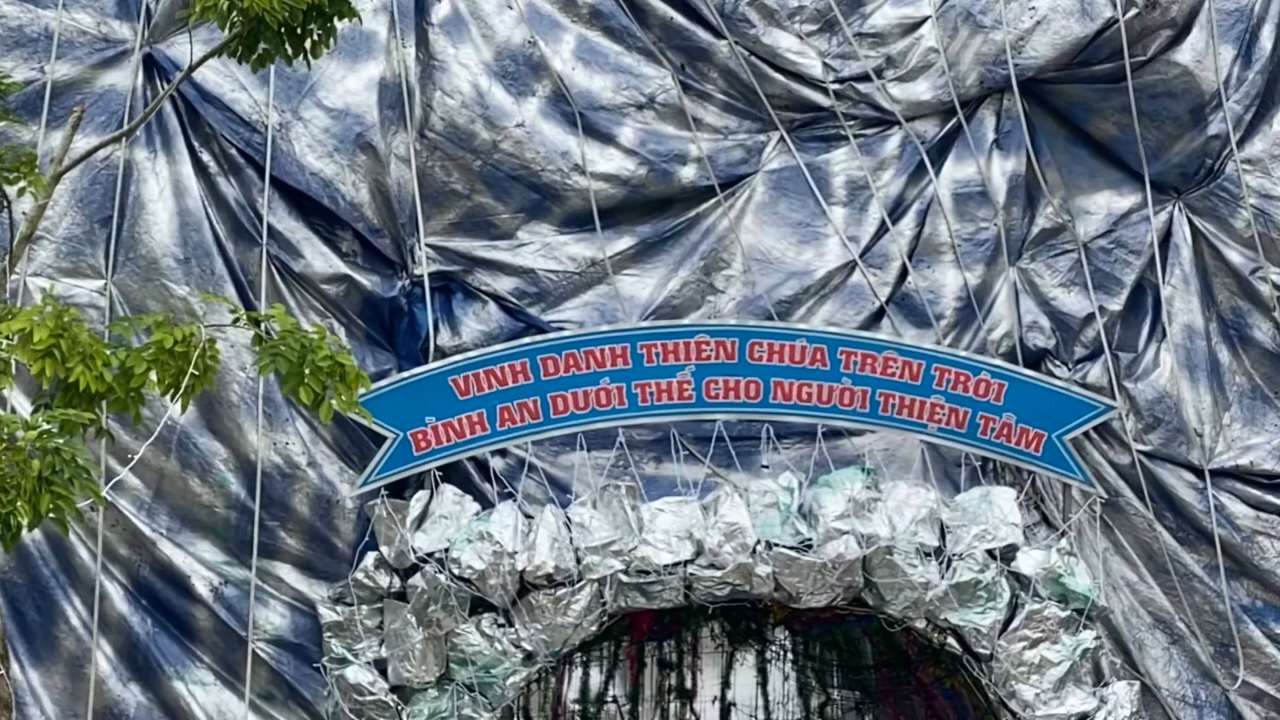 VINH DANH THIÊN CHÚA TRÊN TRỜI
BÌNH AN DƯỚI THẾ CHO NGƯỜI THIỆN TÂM